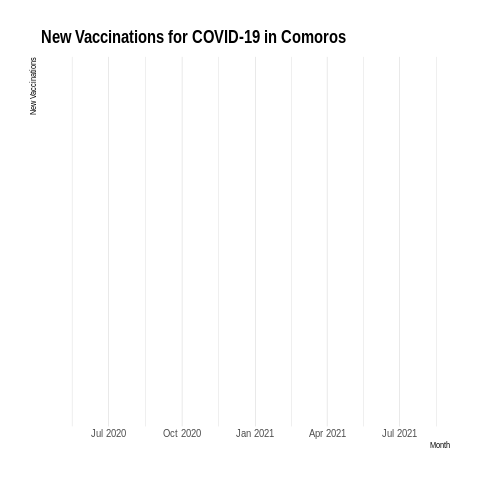 New Vaccinations for COVID-19 in Comoros
New Vaccinations
Jul 2020 Oct 2020 Jan 2021 Apr 2021 Jul 2021
Month